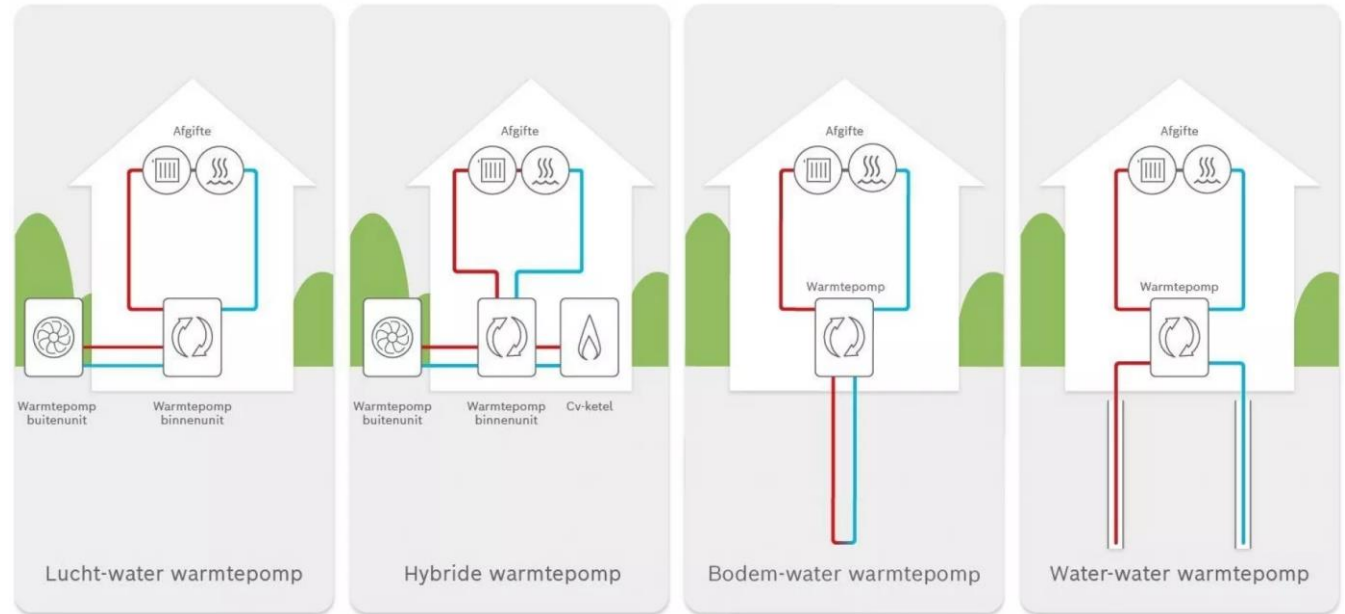 Afgifte
Warmtepomp
buitenunit
Warmtepomp
binnenunit
Lucht-water warmtepomp
Afgifte
Warmtepomp
buitenunit
Warmtepomp
binnenunit
Cv-ketel
Hybride warmtepomp
Afgifte
Warmtepomp
Bodem-water warmtepomp
Afgifte
Warmtepomp
Water-water warmtepomp